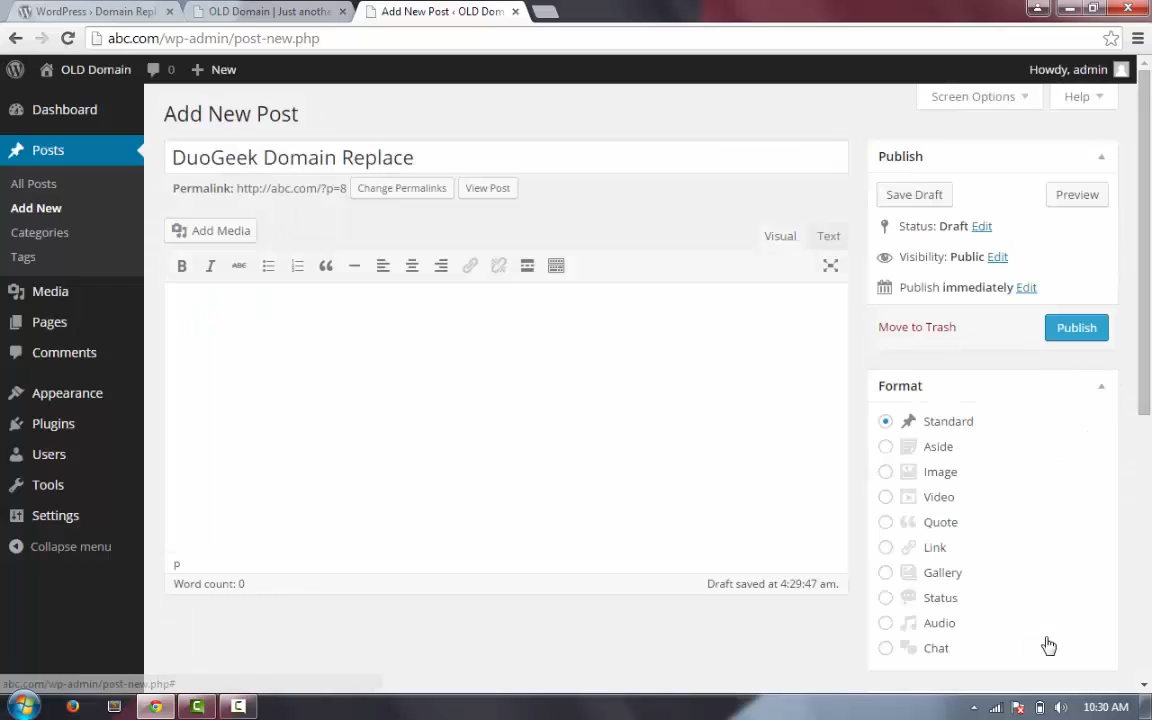 WordPress › Domain Repl
OLD Domain | Just anoth
Add New Post ‹ OLD Dom
abc.com/wp-admin/post-new.php
OLD Domain
0
New
Howdy, admin
Dashboard
Posts
All Posts
Add New
Categories
Tags
Media
Pages
Comments
Appearance
Plugins
Users
Tools
Settings
Collapse menu
Screen Options
Help
Add New Post
DuoGeek Domain Replace
Permalink: http://abc.com/?p=8
Change Permalinks
View Post
Add Media
Visual
Text
B I ABC
p
Word count: 0
Draft saved at 4:29:47 am.
Publish
Save Draft
Preview
Status: Draft Edit
Visibility: Public Edit
Publish immediately Edit
Move to Trash
Publish
Format
Standard
Aside
Image
Video
Quote
Link
Gallery
Status
Audio
Chat
abc.com/wp-admin/post-new.php#
10:30 AM